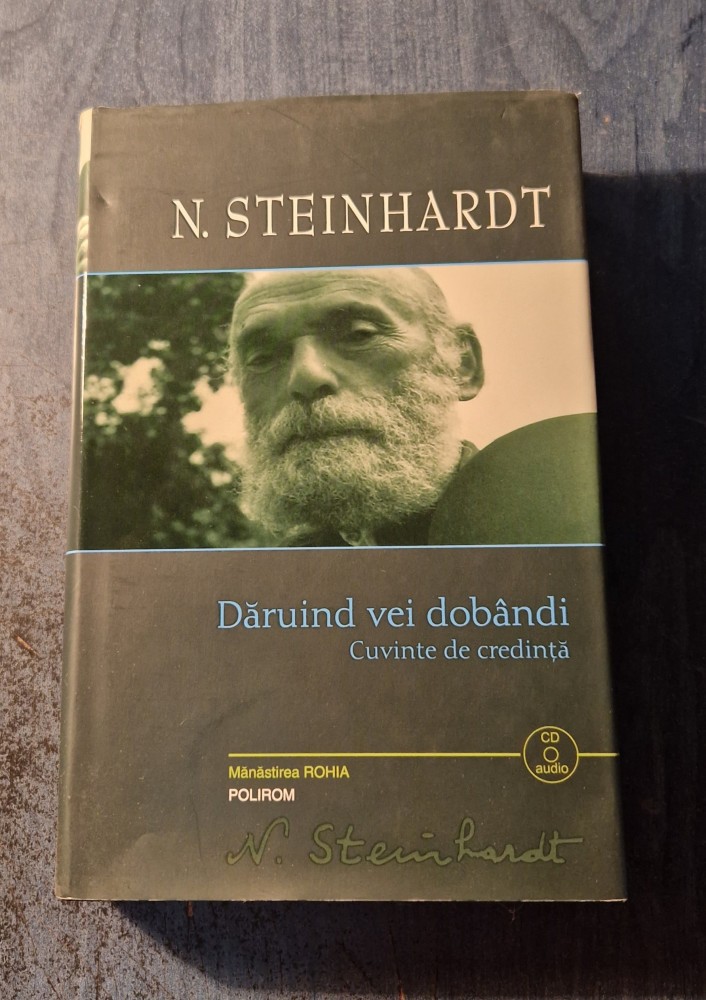 N. STEINHARDT
Dăruind vei dobândi
Cuvinte de credință
CD
audio
Mănăstirea ROHIA
POLIROM
N. Steinhardt